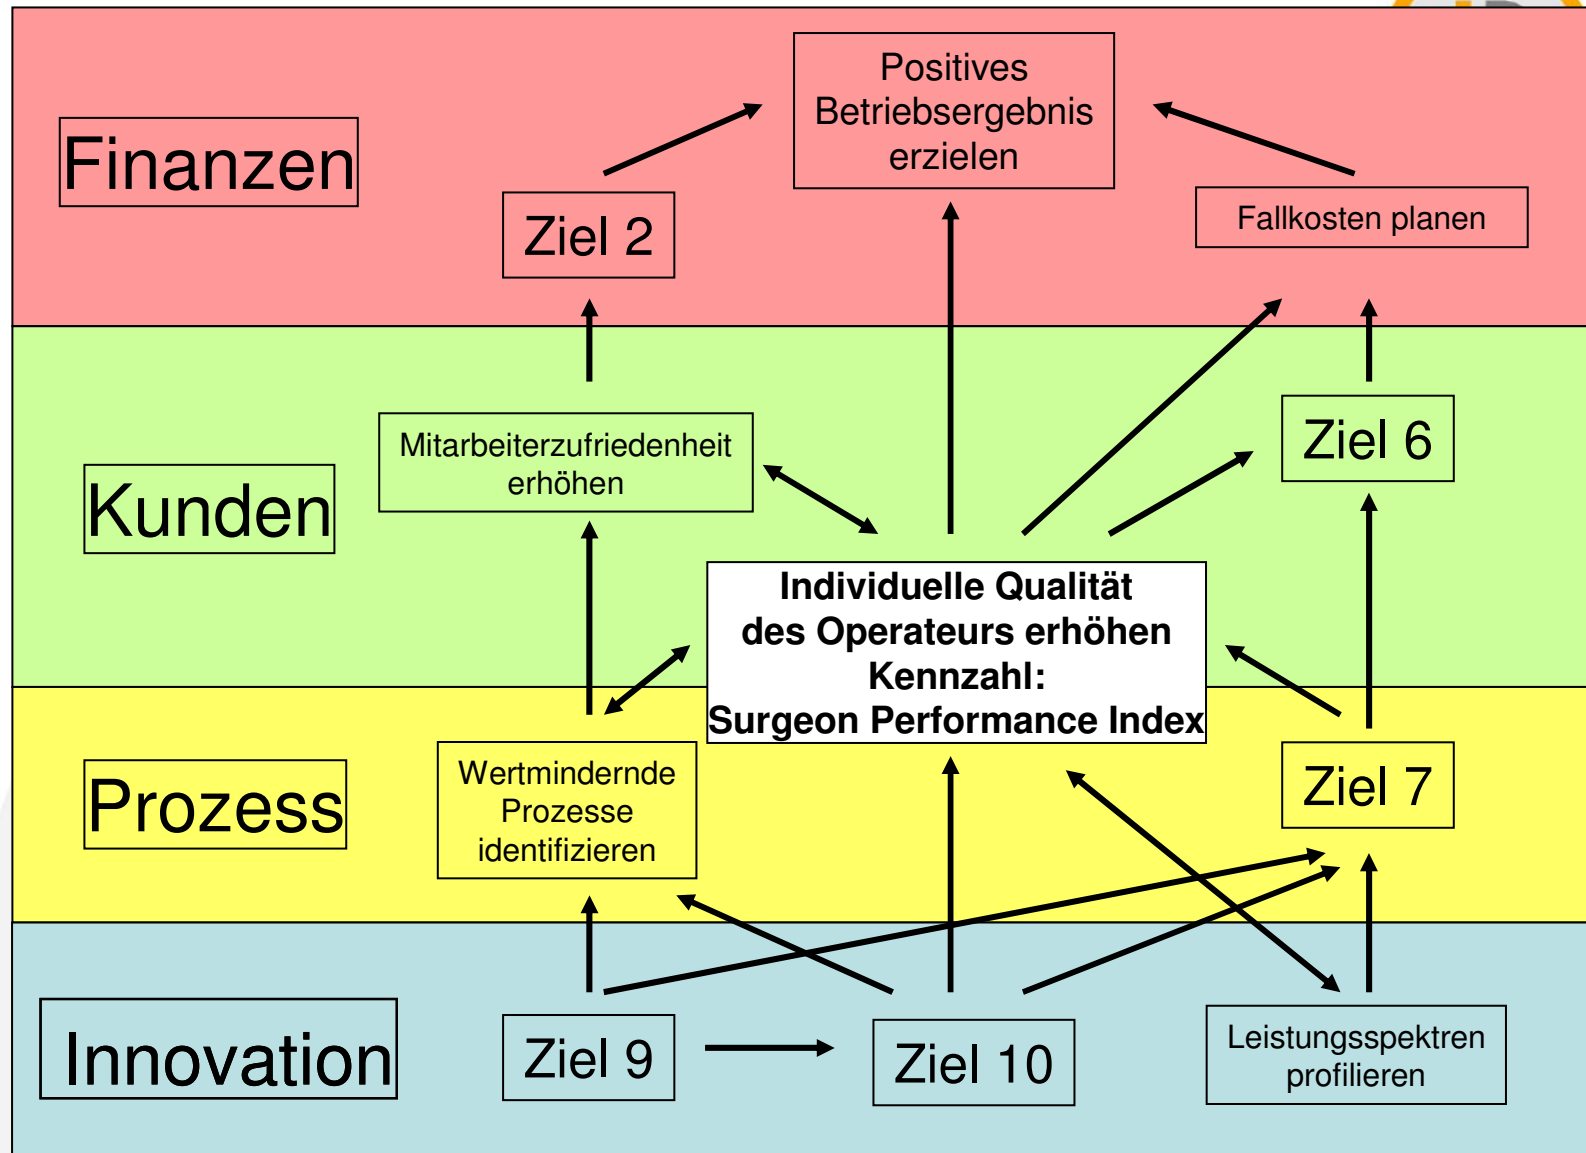 Positives
Betriebsergebnis
erzielen
Finanzen
Ziel 2
Fallkosten planen
Mitarbeiterzufriedenheit
erhöhen
Ziel 6
Kunden
Individuelle Qualität
des Operateurs erhöhen
Kennzahl:
Surgeon Performance Index
Wertmindernde
Prozesse
identifizieren
Prozess
Ziel 7
Innovation
Ziel 9
Ziel 10
Leistungsspektren
profilieren